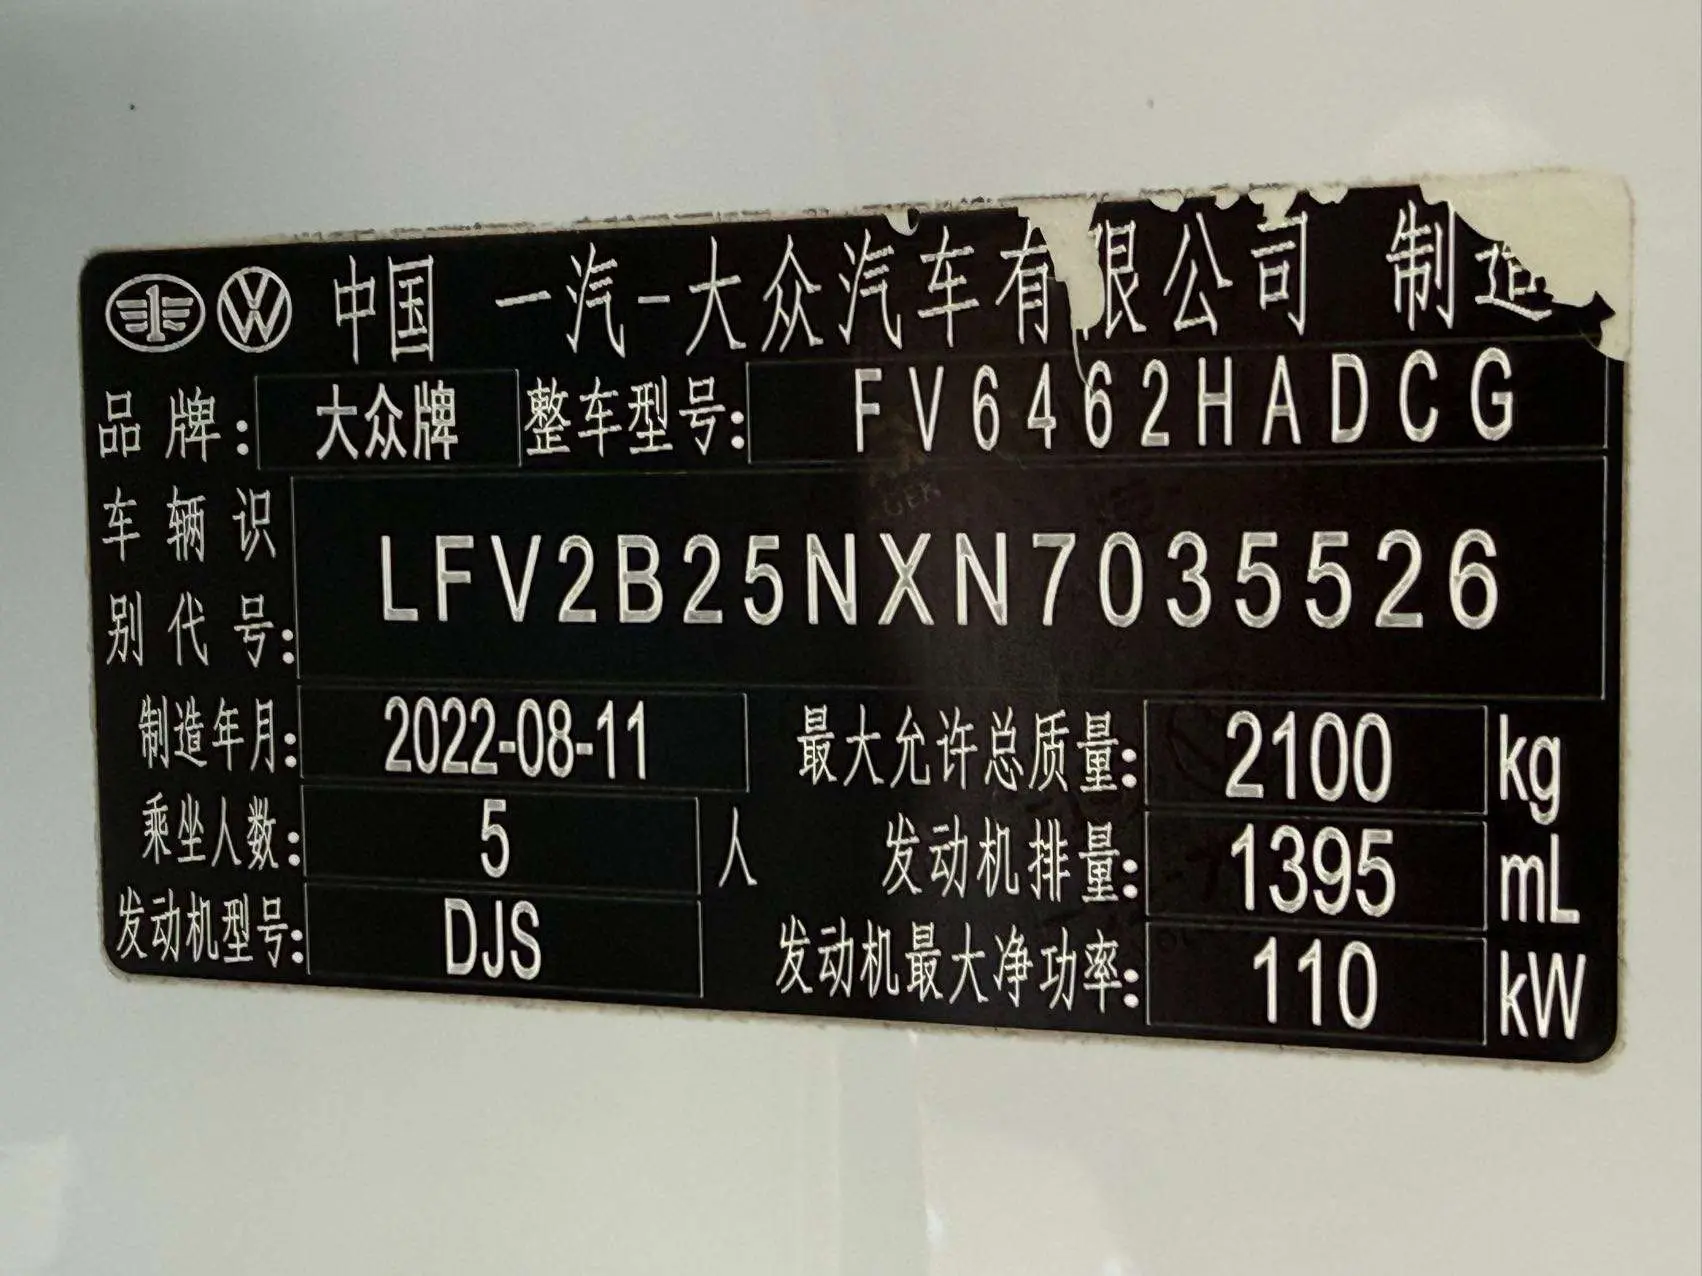 中国 一汽-大众汽车有限公司 制造
品牌: 大众牌 整车型号: FV6462HADCG
车辆识别代号: LFV2B25NXN7035526
制造年月: 2022-08-11 最大允许总质量: 2100 kg
乘坐人数: 5 人 发动机排量: 1395 mL
发动机型号: DJS 发动机最大净功率: 110 kW